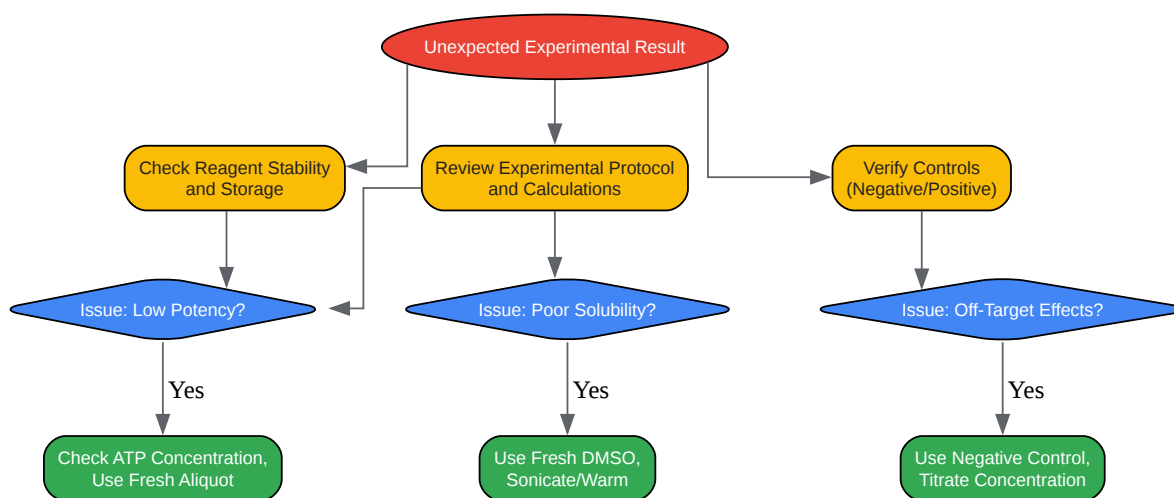 Unexpected Experimental Result
Check Reagent Stability
and Storage
Review Experimental Protocol
and Calculations
Verify Controls
(Negative/Positive)
Issue: Low Potency?
Issue: Poor Solubility?
Issue: Off-Target Effects?
Yes
Yes
Yes
Check ATP Concentration,
Use Fresh Aliquot
Use Fresh DMSO,
Sonicate/Warm
Use Negative Control,
Titrate Concentration